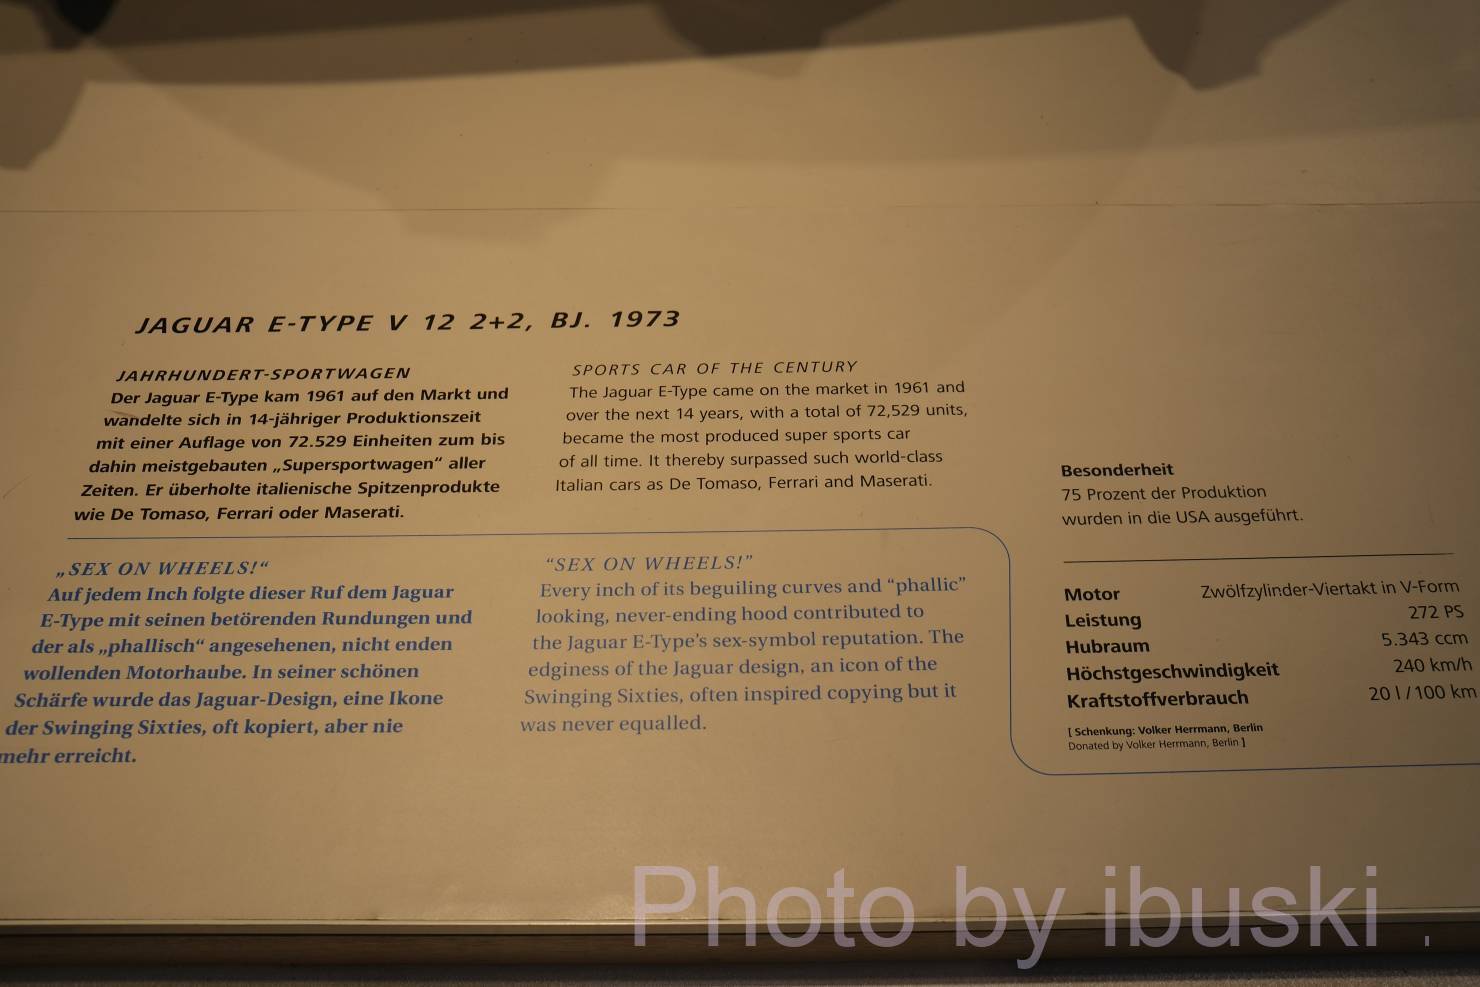 JAGUAR E-TYPE V 12 2+2, BJ. 1973
JAHRHUNDERT-SPORTWAGEN
Der Jaguar E-Type kam 1961 auf den Markt und
wandelte sich in 14-jähriger Produktionszeit
mit einer Auflage von 72.529 Einheiten zum bis
dahin meistgebauten „Supersportwagen“ aller
Zeiten. Er überholte italienische Spitzenprodukte
wie De Tomaso, Ferrari oder Maserati.
SPORTS CAR OF THE CENTURY
The Jaguar E-Type came on the market in 1961 and
over the next 14 years, with a total of 72,529 units,
became the most produced super sports car
of all time. It thereby surpassed such world-class
Italian cars as De Tomaso, Ferrari and Maserati.
„SEX ON WHEELS!“
Auf jedem Inch folgte dieser Ruf dem Jaguar
E-Type mit seinen betörenden Rundungen und
der als „phallisch“ angesehenen, nicht enden
wollenden Motorhaube. In seiner schönen
Schärfe wurde das Jaguar-Design, eine Ikone
der Swinging Sixties, oft kopiert, aber nie
mehr erreicht.
“SEX ON WHEELS!”
Every inch of its beguiling curves and “phallic”
looking, never-ending hood contributed to
the Jaguar E-Type’s sex-symbol reputation. The
edginess of the Jaguar design, an icon of the
Swinging Sixties, often inspired copying but it
was never equalled.
Besonderheit
75 Prozent der Produktion
wurden in die USA ausgeführt.
Motor Zwölfzylinder-Viertakt in V-Form
Leistung 272 PS
Hubraum 5.343 ccm
Höchstgeschwindigkeit 240 km/h
Kraftstoffverbrauch 20 l / 100 km
[ Schenkung: Volker Herrmann, Berlin
Donated by Volker Herrmann, Berlin ]
Photo by ibuski .